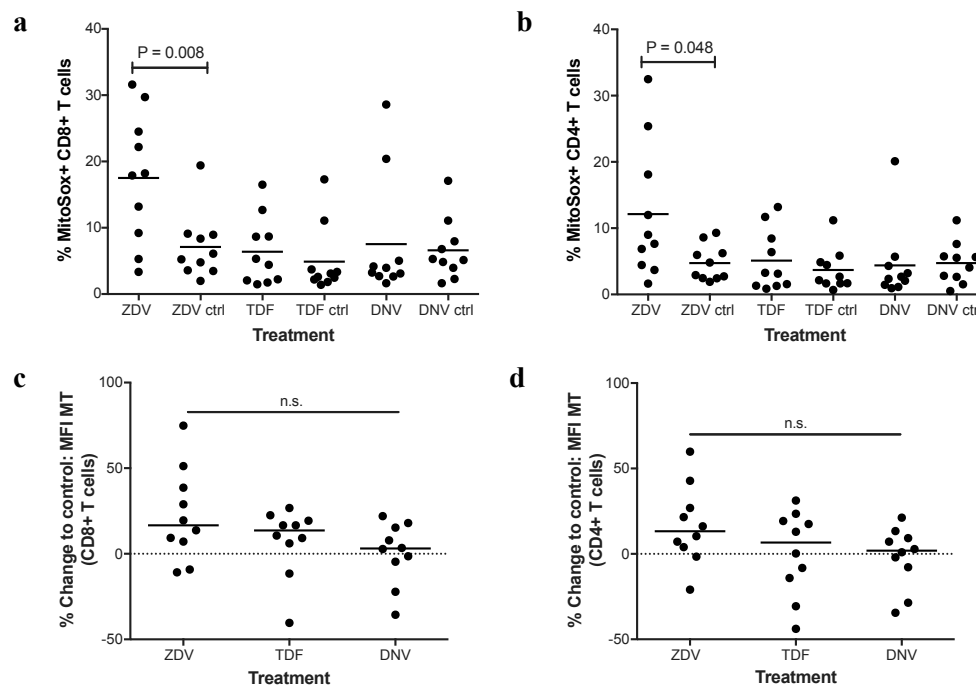 a
% MitoSox+ CD8+ T cells
40
30
20
10
0
P = 0.008
ZDV
ZDV ctrl
TDF
TDF ctrl
DNV
DNV ctrl
Treatment
b
% MitoSox+ CD4+ T cells
40
30
20
10
0
P = 0.048
ZDV
ZDV ctrl
TDF
TDF ctrl
DNV
DNV ctrl
Treatment
c
% Change to control: MFI MT
(CD8+ T cells)
100
50
0
-50
n.s.
ZDV
TDF
DNV
Treatment
d
% Change to control: MFI MT
(CD4+ T cells)
100
50
0
-50
n.s.
ZDV
TDF
DNV
Treatment